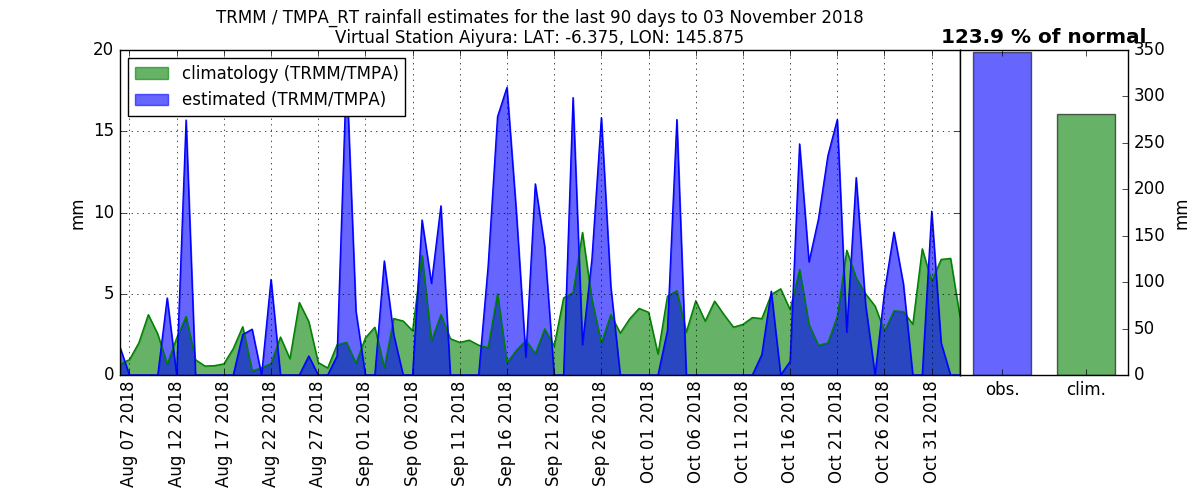 TRMM / TMPA_RT rainfall estimates for the last 90 days to 03 November 2018
Virtual Station Aiyura: LAT: -6.375, LON: 145.875
123.9 % of normal
climatology (TRMM/TMPA)
estimated (TRMM/TMPA)
20
15
10
5
0
mm
350
300
250
200
150
100
50
0
mm
Aug 07 2018
Aug 12 2018
Aug 17 2018
Aug 22 2018
Aug 27 2018
Sep 01 2018
Sep 06 2018
Sep 11 2018
Sep 16 2018
Sep 21 2018
Sep 26 2018
Oct 01 2018
Oct 06 2018
Oct 11 2018
Oct 16 2018
Oct 21 2018
Oct 26 2018
Oct 31 2018
obs.
clim.